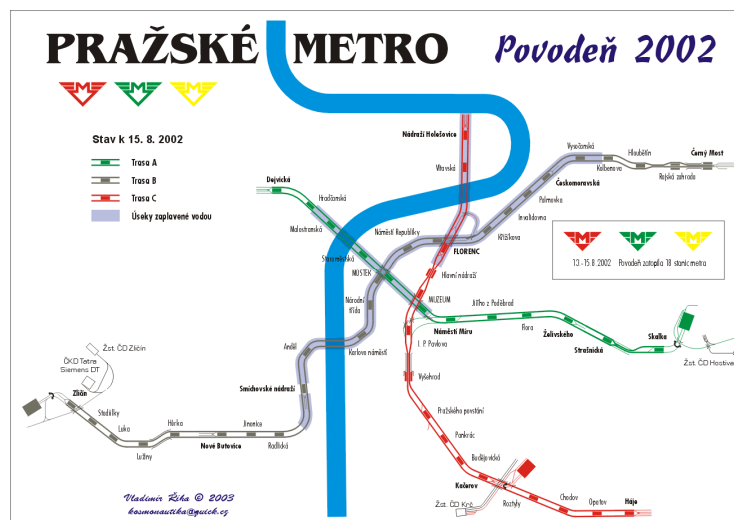 PRAŽSKÉ METRO
Povodeň 2002
Stav k 15. 8. 2002
Trasa A
Trasa B
Trasa C
Úseky zaplavené vodou
Nádraží Holešovice
Vltavská
Vysočanská
Kolbenova
Hloubětín
Rajská zahrada
Černý Most
Českomoravská
Palmovka
Invalidovna
Křižíkova
FLORENC
Náměstí Republiky
Dejvická
Hradčanská
Malostranská
Staroměstská
MŮSTEK
Hlavní nádraží
MUZEUM
13.-15.8.2002
Povodeň zatopila 18 stanic metra
Národní
třída
Karlovo náměstí
Anděl
Smíchovské nádraží
Náměstí Míru
Jiřího z Poděbrad
Flora
Želivského
Strašnická
Skalka
Žst. ČD Hostivař
I. P. Pavlova
Vyšehrad
Pražského povstání
Pankrác
Budějovická
Kačerov
Roztyly
Chodov
Opatov
Háje
Žst. ČD Krč
Žst. ČD Zličín
ČKD Tatra
Siemens DT
Zličín
Stodůlky
Luka
Lužiny
Hůrka
Nové Butovice
Jinonice
Radlická
Vladimír Říha © 2003
kosmonautika@quick.cz